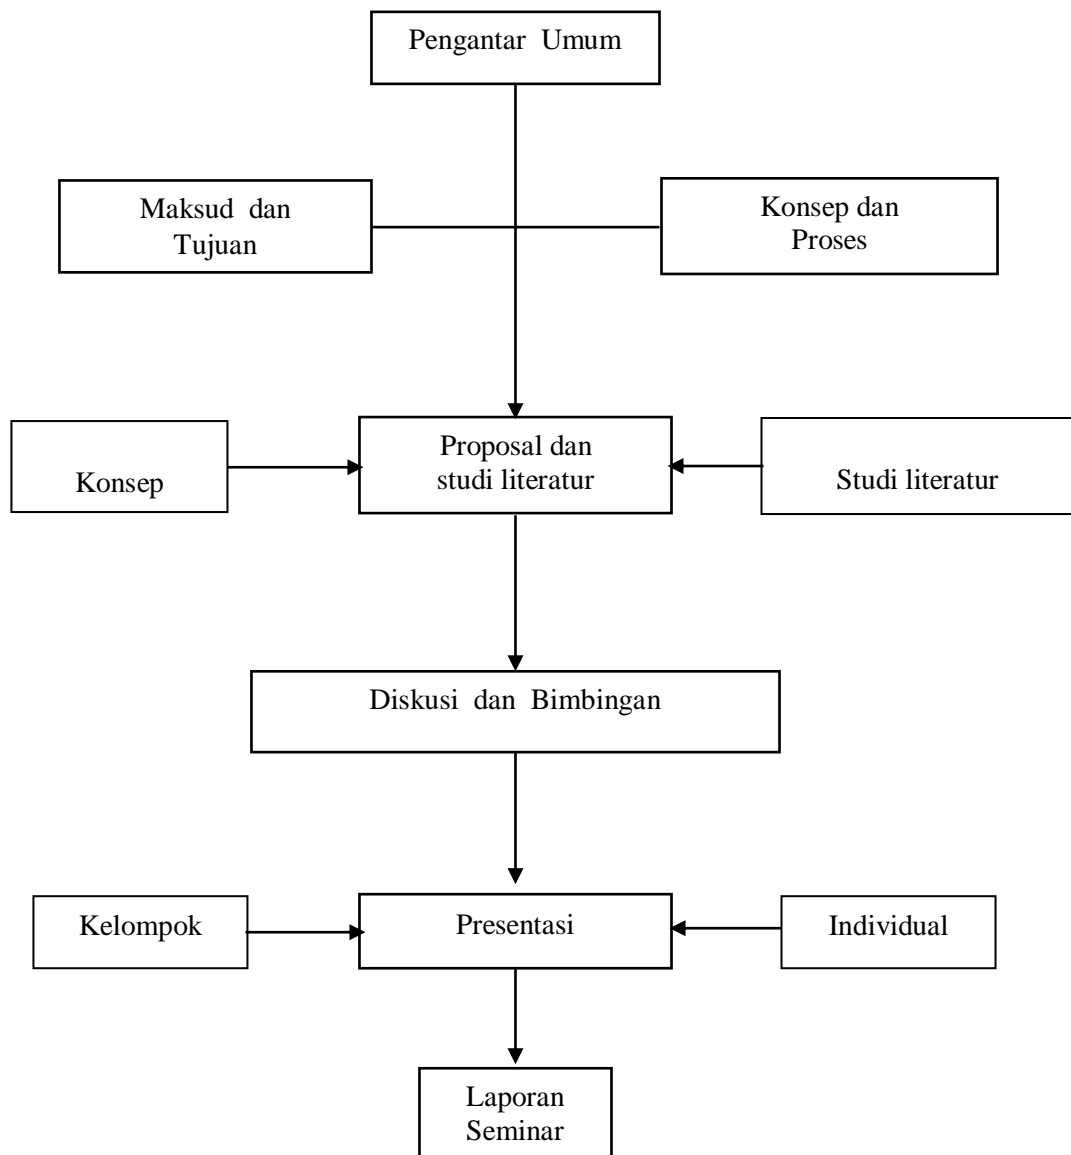 Pengantar Umum
Maksud dan
Tujuan
Konsep dan
Proses
Konsep
Proposal dan
studi literatur
Studi literatur
Diskusi dan Bimbingan
Kelompok
Presentasi
Individual
Laporan
Seminar